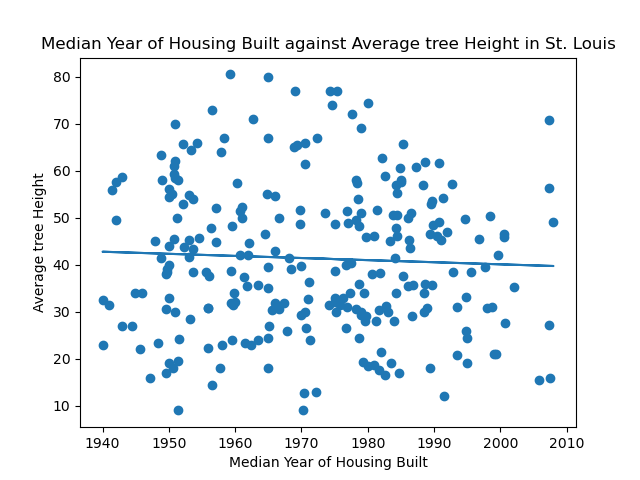 Median Year of Housing Built against Average tree Height in St. Louis
80
70
60
50
40
30
20
10
Average tree Height
1940 1950 1960 1970 1980 1990 2000 2010
Median Year of Housing Built